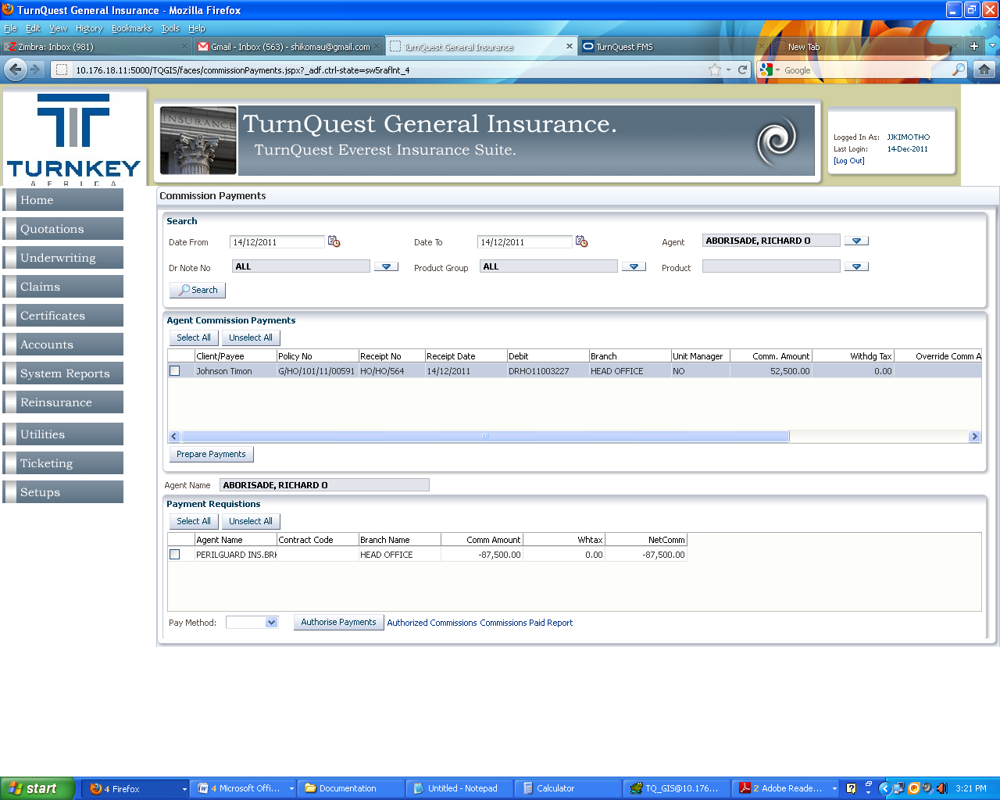 TurnQuest General Insurance - Mozilla Firefox
File Edit View History Bookmarks Tools Help
Zimbra: Inbox (981) Gmail - Inbox (563) - shikomau@gmail.com TurnQuest General Insurance TurnQuest FMS New Tab
10.176.18.11:5000/TQGIS/faces/commissionPayments.jspx?_adf.ctrl-state=sw5raflnt_4 Google
TURNKEY
AFRICA
INSURANCE
TurnQuest General Insurance.
TurnQuest Everest Insurance Suite.
Logged In As: JJKIMOTHO
Last Login: 14-Dec-2011
[Log Out]
Home
Quotations
Underwriting
Claims
Certificates
Accounts
System Reports
Reinsurance
Utilities
Ticketing
Setups
Commission Payments
Search
Date From 14/12/2011 Date To 14/12/2011 Agent ABORISADE, RICHARD O
Dr Note No ALL Product Group ALL Product
Search
Agent Commission Payments
Select All Unselect All
Client/Payee Policy No Receipt No Receipt Date Debit Branch Unit Manager Comm. Amount Withdg Tax Override Comm A
Johnson Timon G/HO/101/11/00591 HO/HO/564 14/12/2011 DRHO11003227 HEAD OFFICE NO 52,500.00 0.00
Prepare Payments
Agent Name ABORISADE, RICHARD O
Payment Requistions
Select All Unselect All
Agent Name Contract Code Branch Name Comm Amount Whtax NetComm
PERILGUARD INS.BRK HEAD OFFICE -87,500.00 0.00 -87,500.00
Pay Method: Authorise Payments Authorized Commissions Commissions Paid Report
start 4 Firefox 4 Microsoft Offi... Documentation Untitled - Notepad Calculator TQ_GIS@10.176... 2 Adobe Reade... 3:21 PM